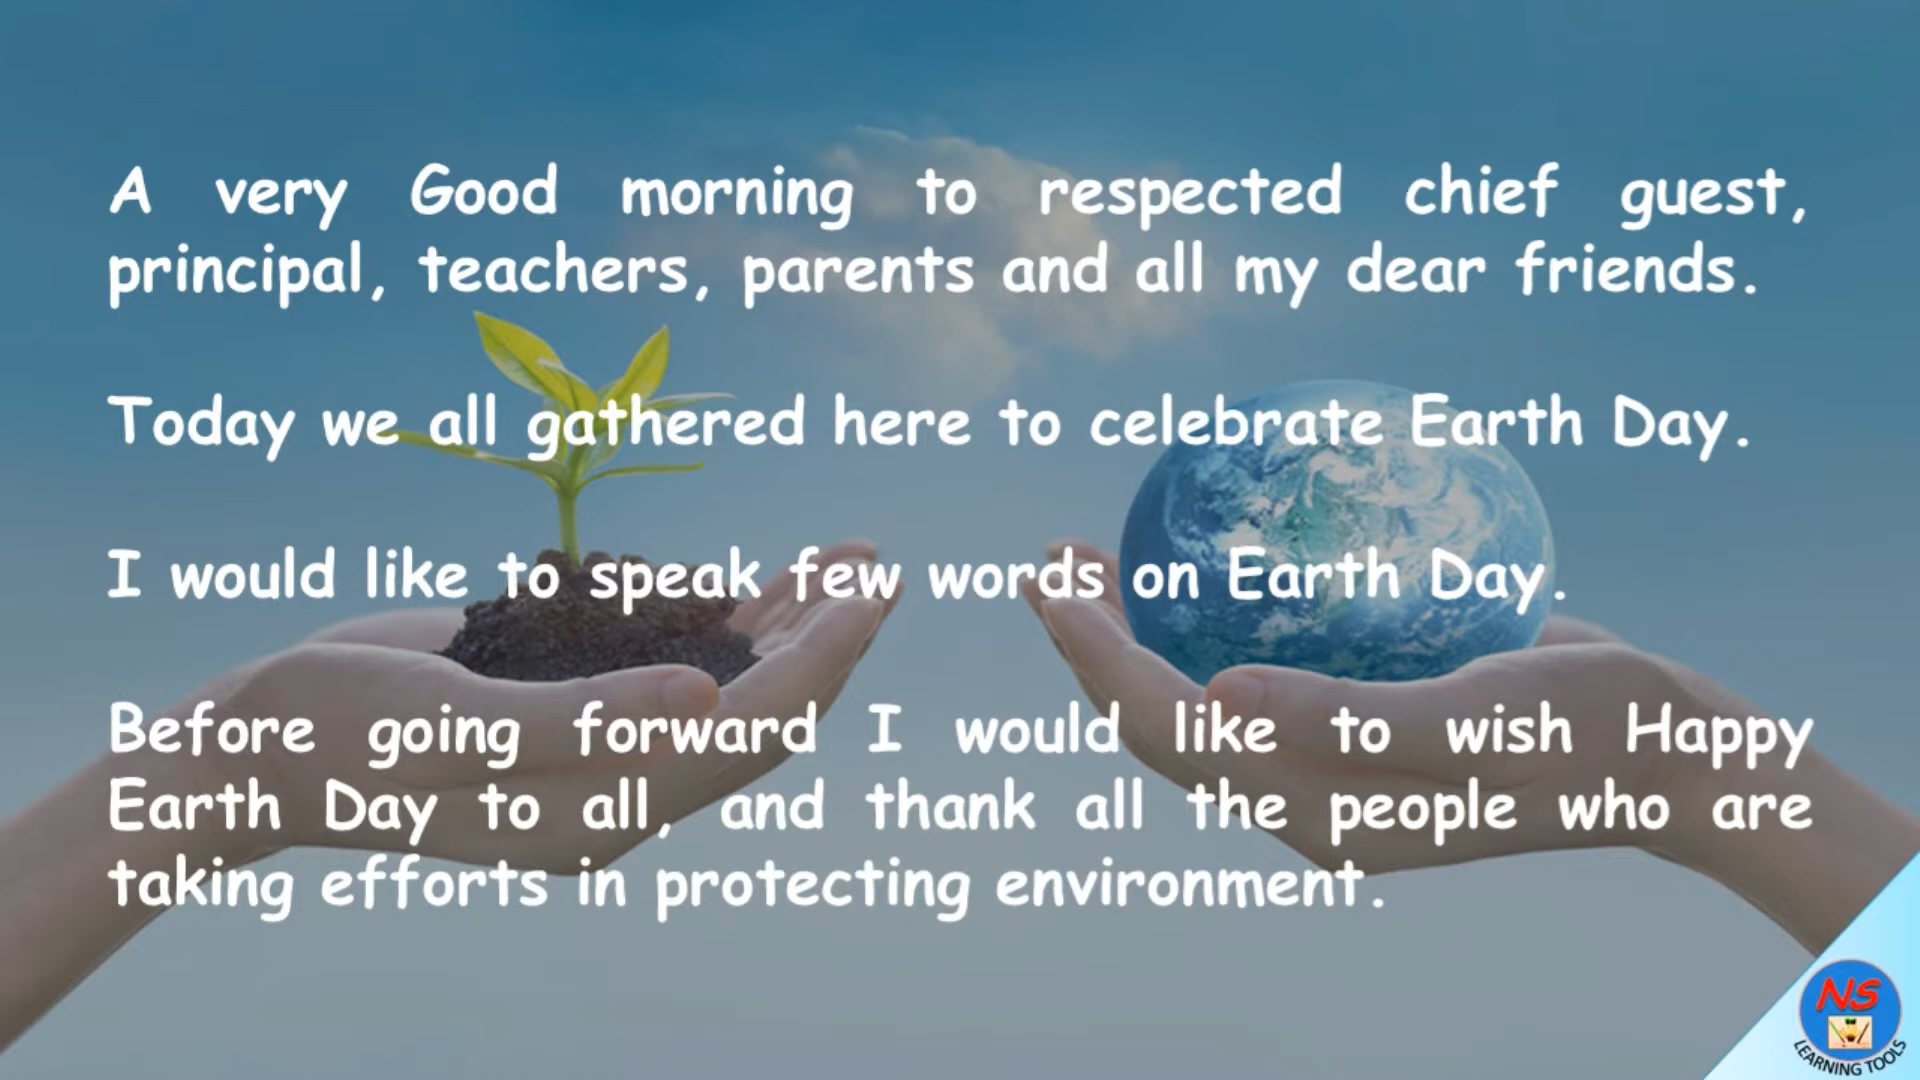 A very Good morning to respected chief guest,
principal, teachers, parents and all my dear friends.
Today we all gathered here to celebrate Earth Day.
I would like to speak few words on Earth Day.
Before going forward I would like to wish Happy
Earth Day to all, and thank all the people who are
taking efforts in protecting environment.
NS
LEARNING TOOLS